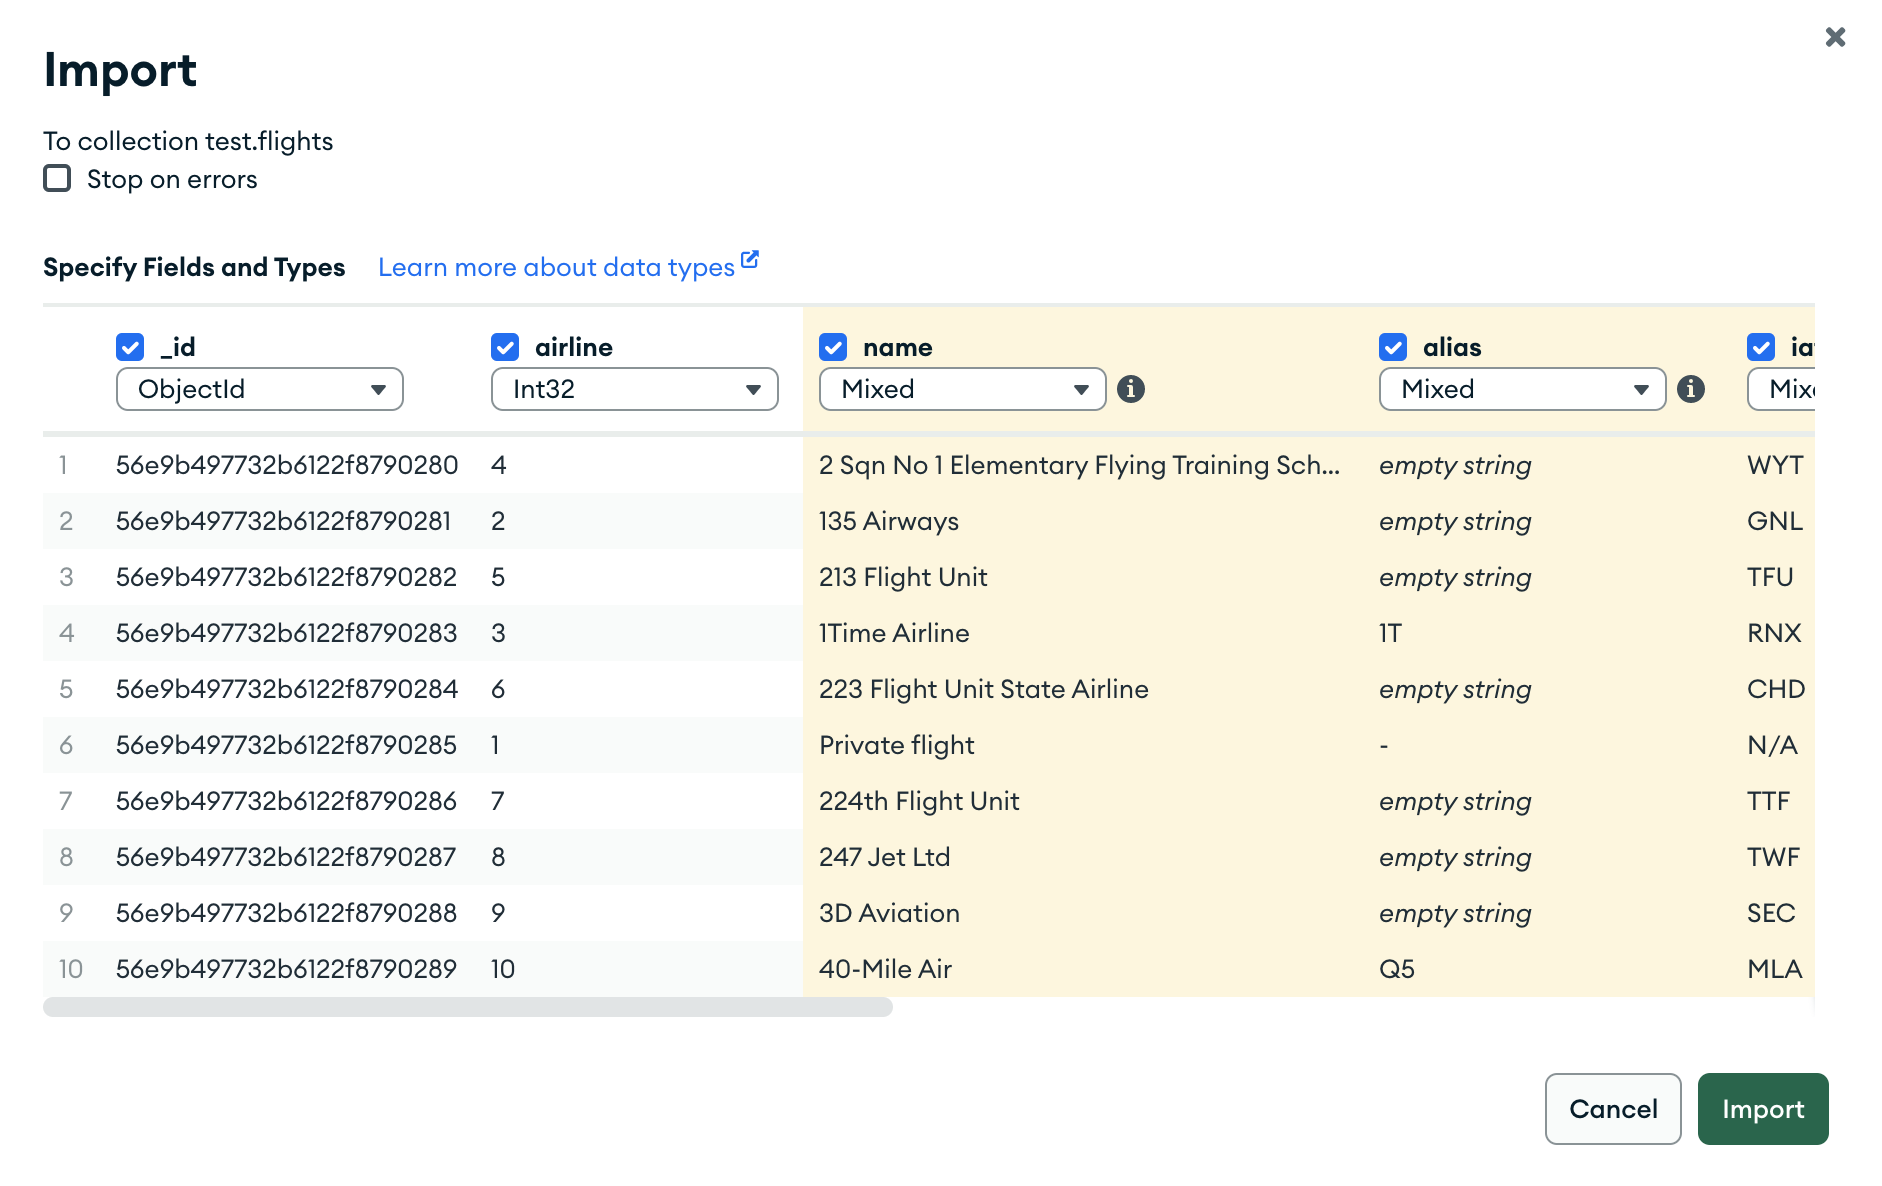 Import
To collection test.flights
Stop on errors
Specify Fields and Types Learn more about data types
_id airline name alias
ObjectId Int32 Mixed Mixed
1 56e9b497732b6122f8790280 4 2 Sqn No 1 Elementary Flying Training Sch... empty string WYT
2 56e9b497732b6122f8790281 2 135 Airways empty string GNL
3 56e9b497732b6122f8790282 5 213 Flight Unit empty string TFU
4 56e9b497732b6122f8790283 3 1Time Airline 1T RNX
5 56e9b497732b6122f8790284 6 223 Flight Unit State Airline empty string CHD
6 56e9b497732b6122f8790285 1 Private flight - N/A
7 56e9b497732b6122f8790286 7 224th Flight Unit empty string TTF
8 56e9b497732b6122f8790287 8 247 Jet Ltd empty string TWF
9 56e9b497732b6122f8790288 9 3D Aviation empty string SEC
10 56e9b497732b6122f8790289 10 40-Mile Air Q5 MLA
Cancel Import